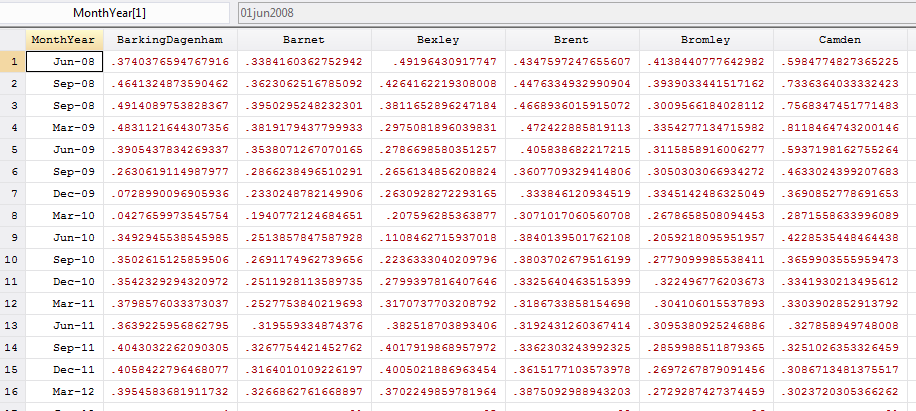 MonthYear[1] 01jun2008
MonthYear BarkingDagenham Barnet Bexley Brent Bromley Camden
1 Jun-08 .3740376594767916 .3384160362752942 .49196430917747 .4347597247655607 .4138440777642982 .5984774827365225
2 Sep-08 .4641324873590462 .3623062516785092 .4264162219308008 .4476334932990904 .3939033441517162 .7336364033332423
3 Sep-08 .4914089753828367 .3950295248232301 .3811652896247184 .4668936015915072 .3009566184028112 .7568347451771483
4 Mar-09 .4831121644307356 .3819179437799933 .2975081896039831 .472422885819113 .3354277134715982 .8118464743200146
5 Jun-09 .3905437834269337 .3538071267070165 .2786698580351257 .405838682217215 .3115858916006277 .5937198162755264
6 Sep-09 .2630619114987977 .2866238496510291 .2656134856208824 .3607709329414806 .3050303066934272 .4633024399207683
7 Dec-09 .0728990096905936 .2330248782149906 .2630928272293165 .333846120934519 .3345142486325049 .3690852778691653
8 Mar-10 .0427659973545754 .1940772124684651 .207596285363877 .3071017060560708 .2678658508094453 .2871558633996089
9 Jun-10 .3492945538545985 .2513857847587928 .1108462715937018 .3840139501762108 .2059218095951957 .4228535448464438
10 Sep-10 .3502615125859506 .2691174962739656 .2236333040209796 .3803702679516199 .2779099985538411 .3659903555959473
11 Dec-10 .3542329294320972 .2511928113589735 .2799397816407646 .3325640463515399 .322496776203673 .3341930213495612
12 Mar-11 .3798576033373037 .2527753840219693 .3170737703208792 .3186733858154698 .304106015537893 .3303902852913792
13 Jun-11 .3639225956862795 .319559334874376 .382518703893406 .3192431260367414 .3095380925246886 .327858949748008
14 Sep-11 .4043032262090305 .3267754421452762 .4017919868957972 .3362303243992325 .2859988511879365 .3251026353326459
15 Dec-11 .4058422796468077 .3164010109226197 .4005021886963454 .3615177103573978 .2697267879091456 .3086713481375517
16 Mar-12 .3954583681911732 .3266862761668897 .3702249859781964 .3875092988943203 .2729287427374459 .3023720305366262